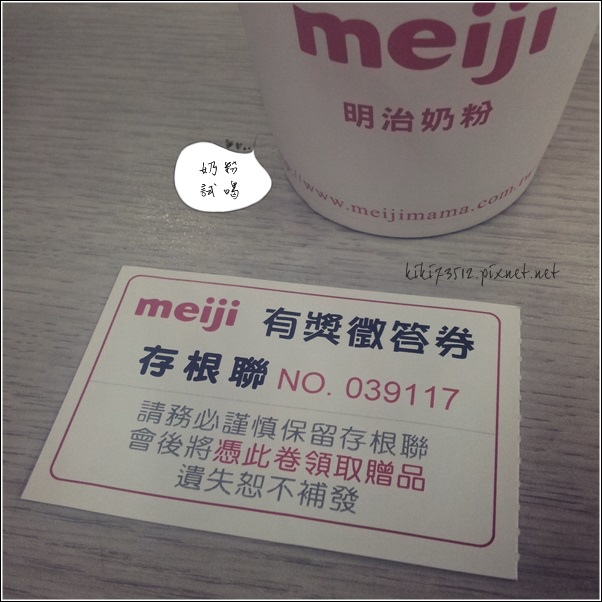 meiji
明治奶粉
http://www.meijimama.com.tw
奶粉
試喝
kiki73512.pixnet.net
meiji 有獎徵答券
存根聯 NO. 039117
請務必謹慎保留存根聯
會後將憑此卷領取贈品
遺失恕不補發